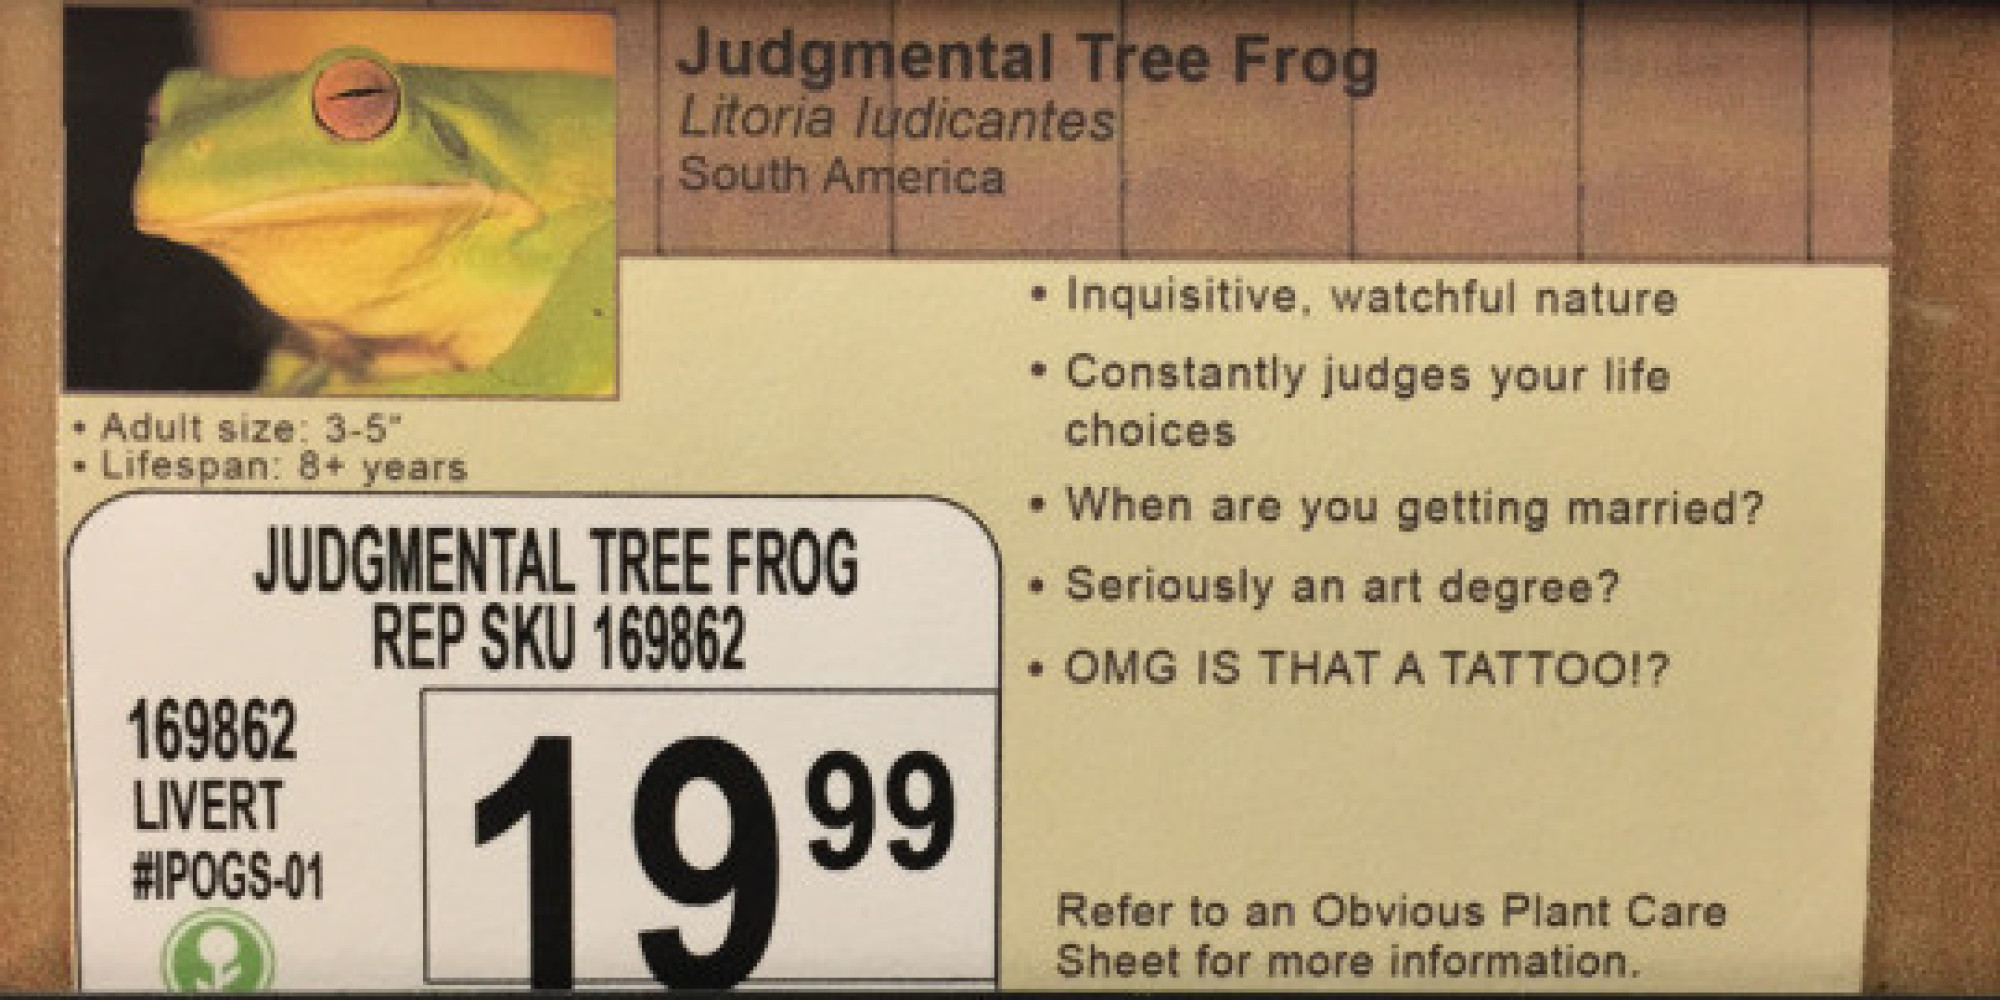 Judgmental Tree Frog
Litoria Iudicantes
South America
• Adult size: 3-5"
• Lifespan: 8+ years
JUDGMENTAL TREE FROG
REP SKU 169862
169862
LIVERT
#IPOGS-01
19 99
• Inquisitive, watchful nature
• Constantly judges your life
choices
• When are you getting married?
• Seriously an art degree?
• OMG IS THAT A TATTOO!?
Refer to an Obvious Plant Care
Sheet for more information.